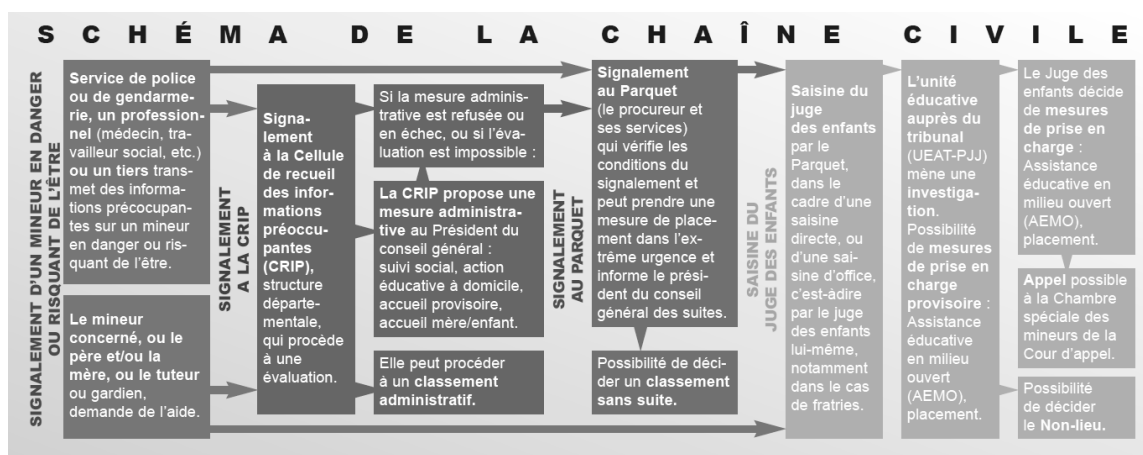 SCHÉMA DE LA CHAÎNE CIVILE
SIGNALEMENT D'UN MINEUR EN DANGER
OU RISQUANT DE L'ÊTRE
Service de police
ou de gendarme-
rie, un profession-
nel (médecin, tra-
vailleur social, etc.)
ou un tiers trans-
met des informa-
tions préoccupan-
tes sur un mineur
en danger ou ris-
quant de l'être.
Le mineur
concerné, ou le
père et/ou la
mère, ou le tuteur
ou gardien,
demande de l'aide.
SIGNALEMENT
A LA CRIP
Signa-
lement
à la Cellule
de recueil
des infor-
mations
préoccu-
pantes
(CRIP),
structure
départe-
mentale,
qui procède
à une
évaluation.
Si la mesure adminis-
trative est refusée ou
en échec, ou si l'éva-
luation est impossible :
La CRIP propose une
mesure administra-
tive au Président du
conseil général :
suivi social, action
éducative à domicile,
accueil provisoire,
accueil mère/enfant.
Elle peut procéder
à un classement
administratif.
SIGNALEMENT
AU PARQUET
Signalement
au Parquet
(le procureur et
ses services)
qui vérifie les
conditions du
signalement et
peut prendre une
mesure de place-
ment dans l'ex-
trême urgence et
informe le prési-
dent du conseil
général des suites.
Possibilité de déci-
der un classement
sans suite.
SAISINE DU
JUGE DES ENFANTS
Saisine du
juge
des enfants
par le
Parquet,
dans le
cadre d'une
saisine
directe, ou
d'une sai-
sine d'office,
c'est-àdire
par le juge
des enfants
lui-même,
notamment
dans le cas
de fratries.
L'unité
éducative
auprès du
tribunal
(UEAT-PJJ)
mène une
investiga-
tion.
Possibilité
de mesures
de prise en
charge
provisoire :
Assistance
éducative
en milieu
ouvert
(AEMO),
placement.
Le Juge des
enfants décide
de mesures
de prise en
charge :
Assistance
éducative en
milieu ouvert
(AEMO),
placement.
Appel possible
à la Chambre
spéciale des
mineurs de la
Cour d'appel.
Possibilité
de décider
le Non-lieu.